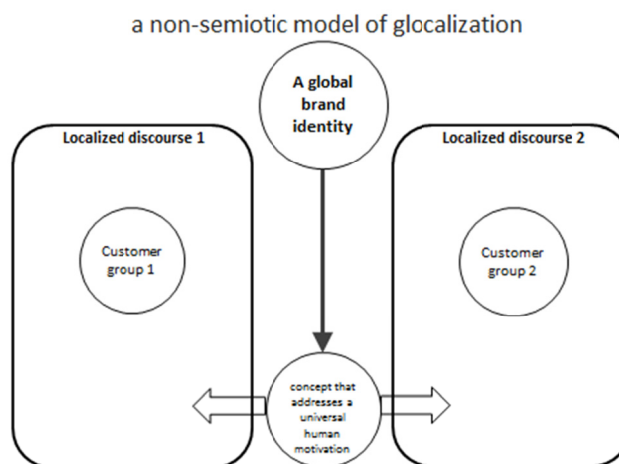 a non-semiotic model of glocalization
A global
brand
identity
Localized discourse 1
Localized discourse 2
Customer
group 1
Customer
group 2
concept that
addresses a
universal
human
motivation